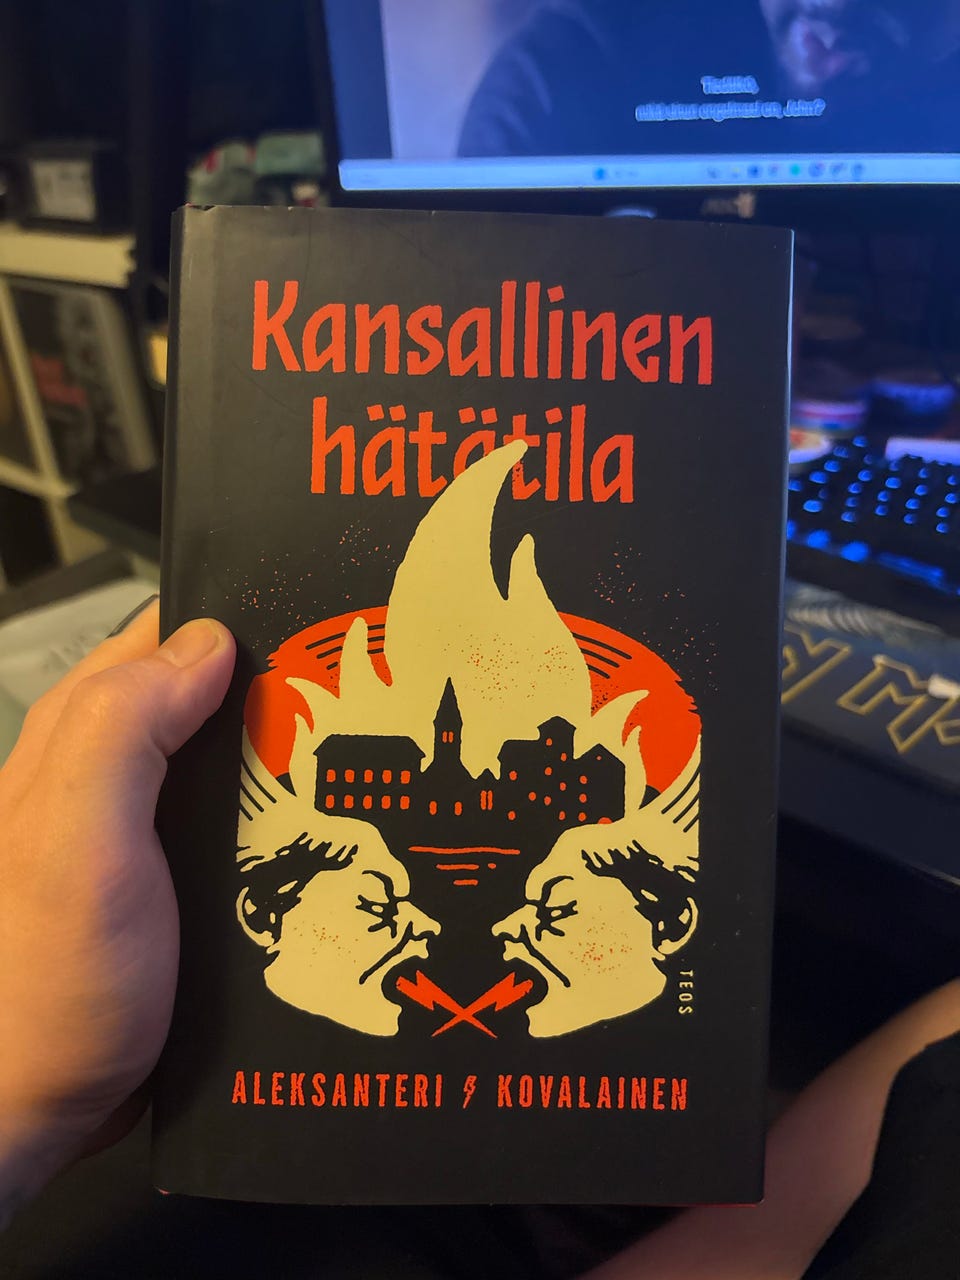 Kansallinen
hätätila
TEOS
ALEKSANTERI KOVALAINEN